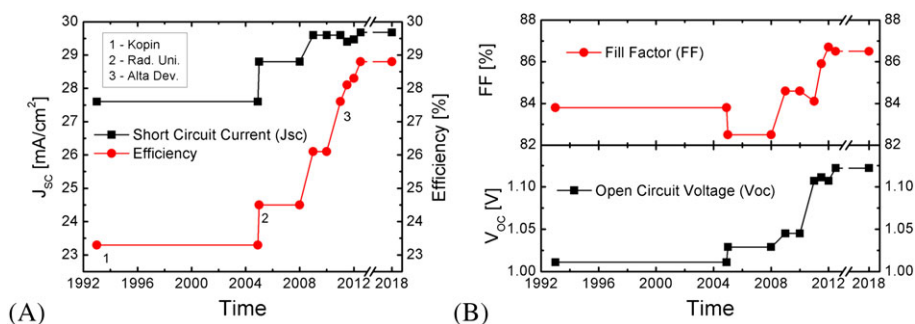 30
29
28
27
26
25
24
23
J_SC [mA/cm²]
1 - Kopin
2 - Rad. Uni.
3 - Alta Dev.
Short Circuit Current (Jsc)
Efficiency
1
2
3
30
29
28
27
26
25
24
23
Efficiency [%]
1992 1996 2000 2004 2008 2012 2018
Time
(A)
88
86
84
82
FF [%]
Fill Factor (FF)
88
86
84
82
1.10
1.05
1.00
V_OC [V]
Open Circuit Voltage (Voc)
1.10
1.05
1.00
1992 1996 2000 2004 2008 2012 2018
Time
(B)